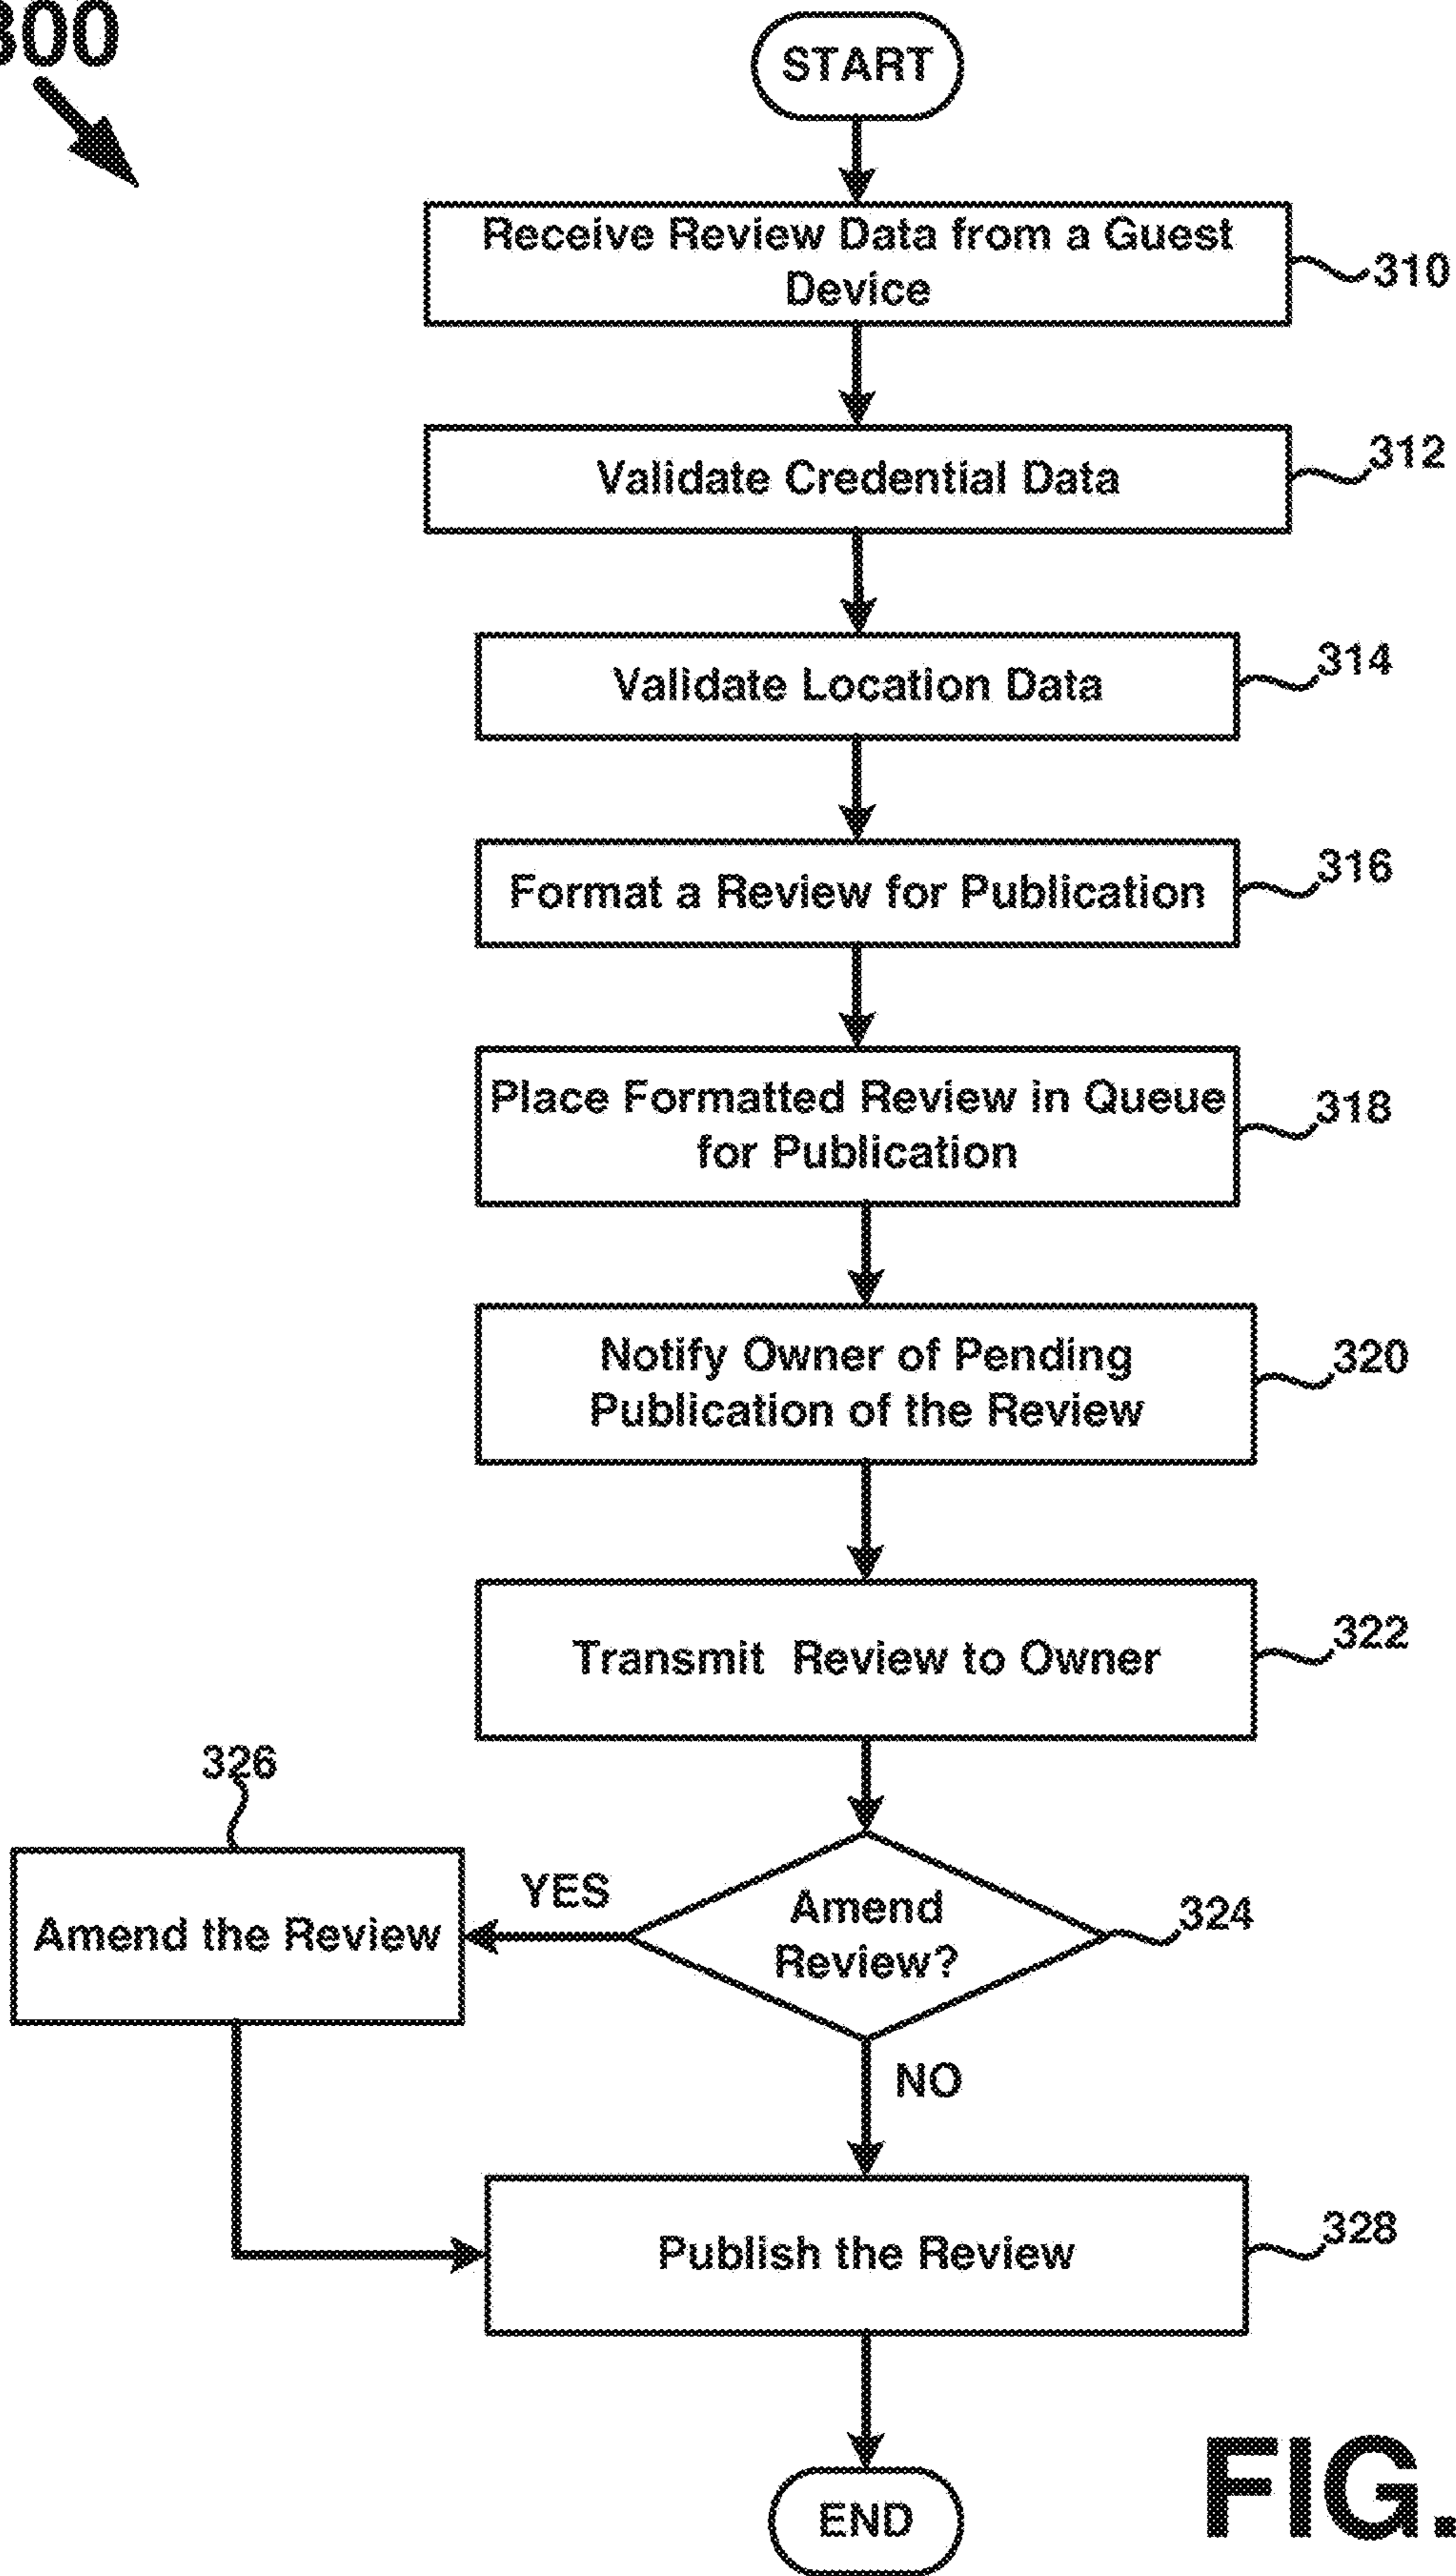 300
START
Receive Review Data from a Guest
Device
310
Validate Credential Data
312
Validate Location Data
314
Format a Review for Publication
316
Place Formatted Review in Queue
for Publication
318
Notify Owner of Pending
Publication of the Review
320
Transmit Review to Owner
322
326
Amend the Review
YES
Amend
Review?
324
NO
Publish the Review
328
END
FIG.